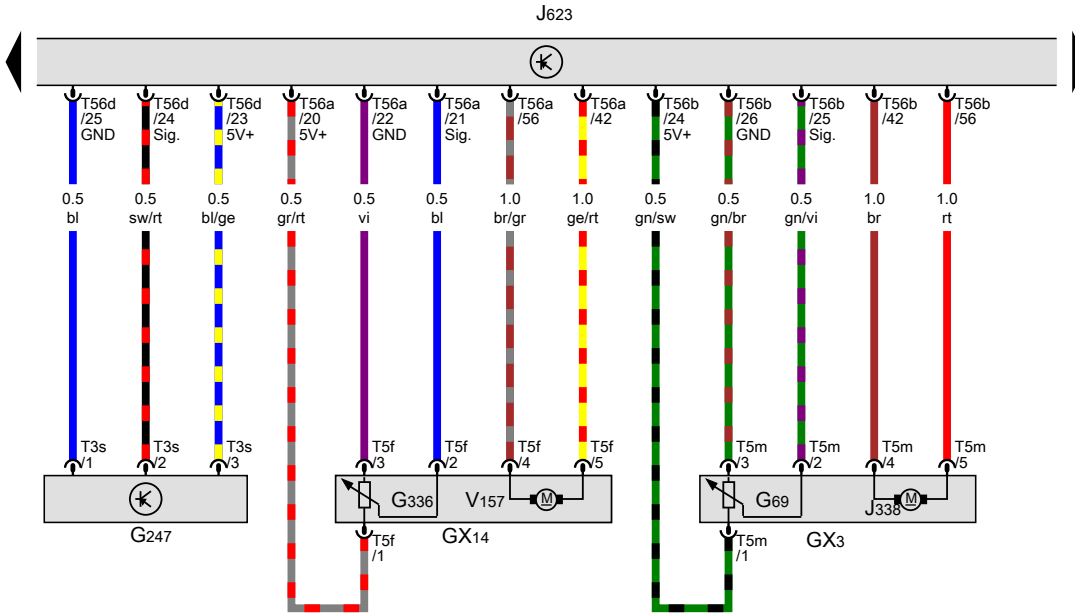 J623
T56d T56d T56d T56a T56a T56a T56a T56a T56b T56b T56b T56b T56b
/25 /24 /23 /20 /22 /21 /56 /42 /24 /26 /25 /42 /56
GND Sig. 5V+ 5V+ GND Sig. 5V+ GND Sig.
0.5 0.5 0.5 0.5 0.5 0.5 1.0 1.0 0.5 0.5 0.5 1.0 1.0
bl sw/rt bl/ge gr/rt vi bl br/gr ge/rt gn/sw gn/br gn/vi br rt
T3s T3s T3s T5f T5f T5f T5f T5m T5m T5m T5m
/1 /2 /3 /3 /2 /4 /5 /3 /2 /4 /5
G336 V157 M G69 J338 M
G247 GX14 GX3
T5f T5m
/1 /1